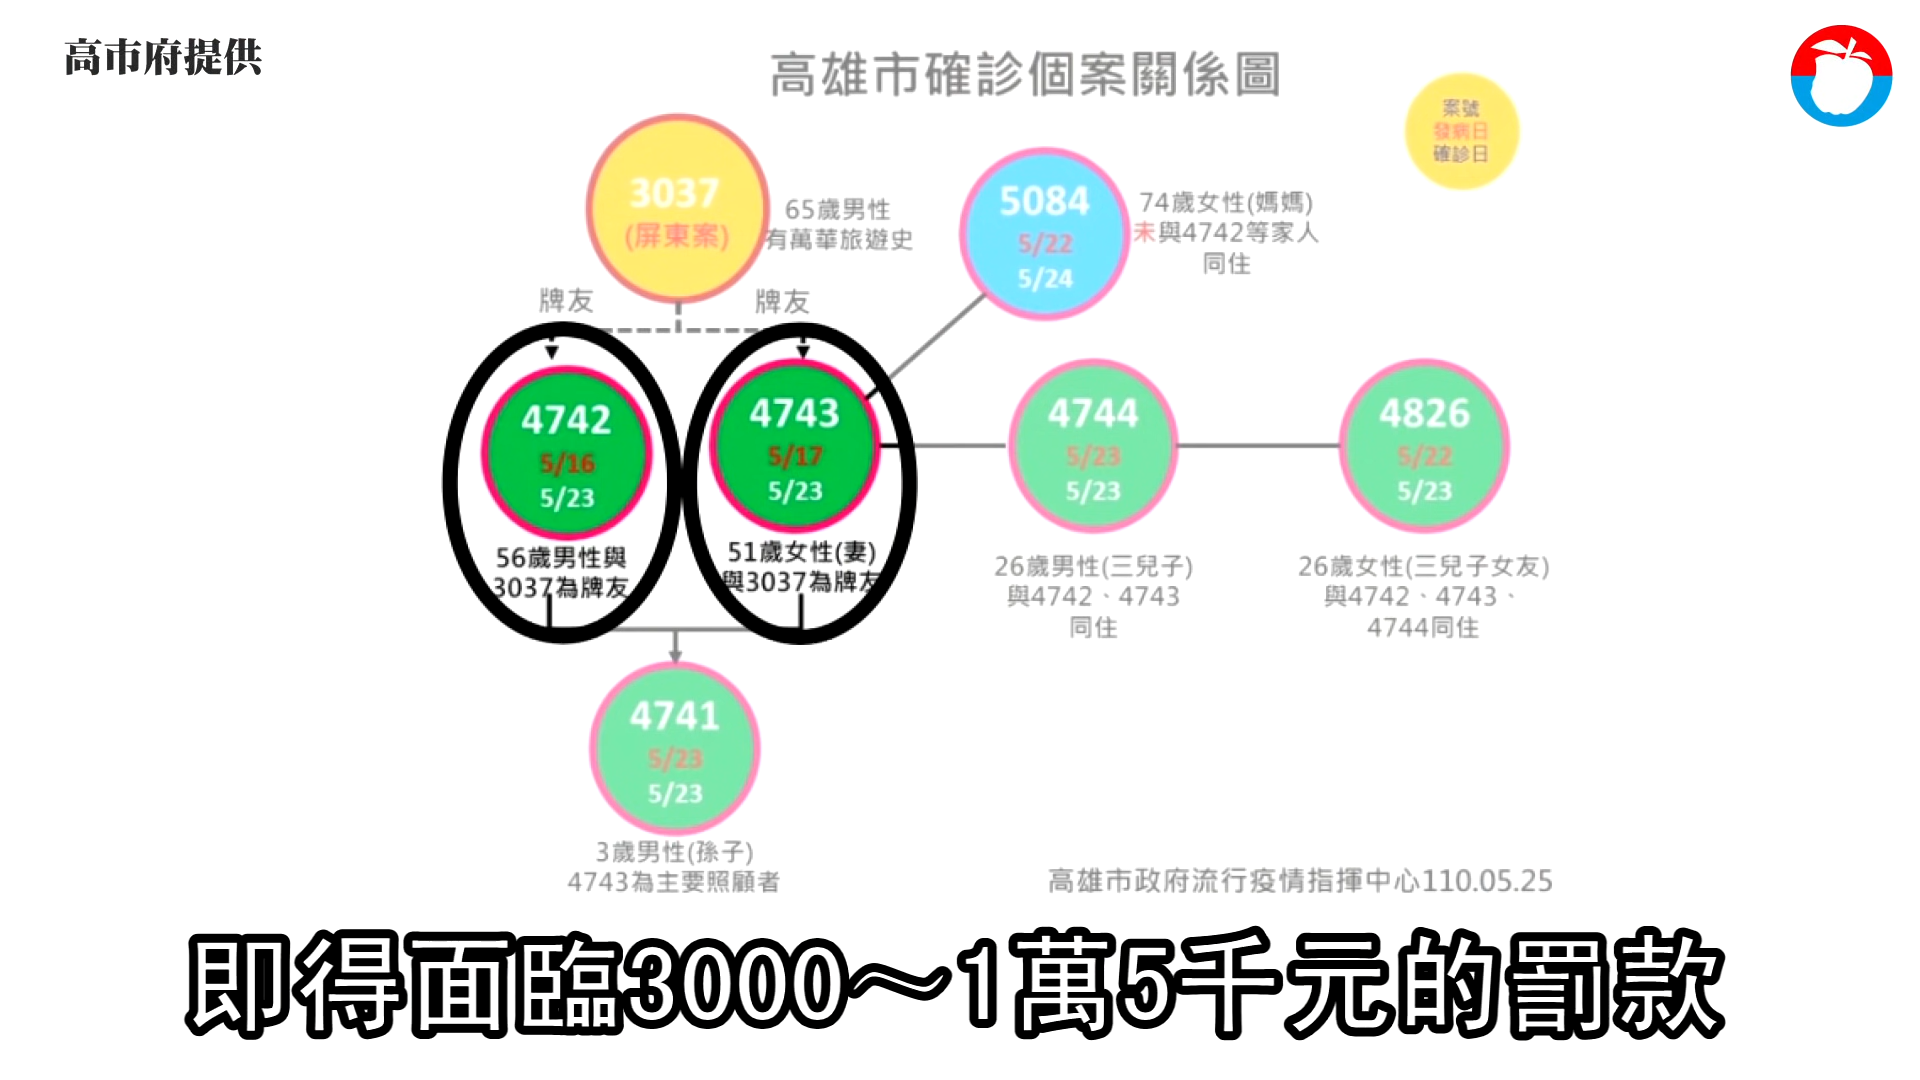 高市府提供
高雄市確診個案關係圖
案號
發病日
確診日
3037
(屏東案)
65歲男性
有萬華旅遊史
5084
5/22
5/24
74歲女性(媽媽)
未與4742等家人
同住
牌友
牌友
4742
5/16
5/23
56歲男性與
3037為牌友
4743
5/17
5/23
51歲女性(妻)
與3037為牌友
4744
5/23
5/23
26歲男性(三兒子)
與4742、4743
同住
4826
5/22
5/23
26歲女性(三兒子女友)
與4742、4743、
4744同住
4741
5/23
5/23
3歲男性(孫子)
4743為主要照顧者
高雄市政府流行疫情指揮中心110.05.25
即得面臨3000～1萬5千元的罰款